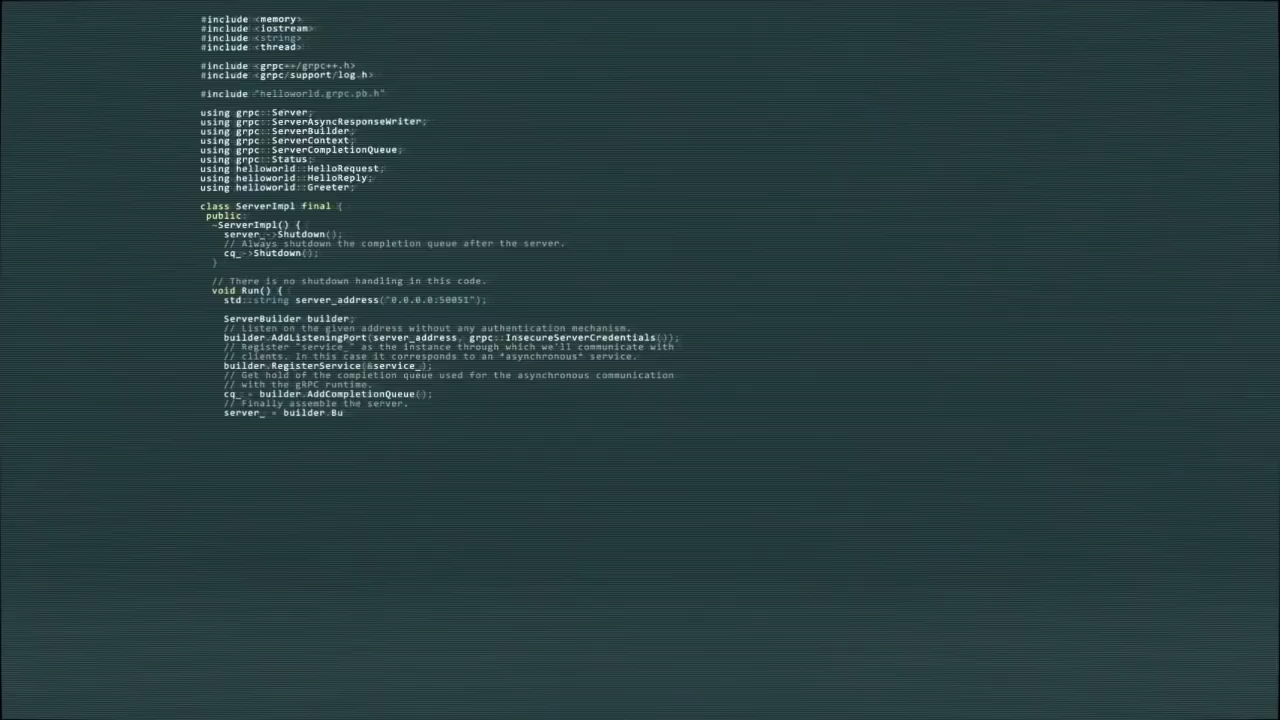 #include <memory>
#include <iostream>
#include <string>
#include <thread>
#include <grpc++/grpc++.h>
#include <grpc/support/log.h>
#include "helloworld.grpc.pb.h"
using grpc::Server;
using grpc::ServerAsyncResponseWriter;
using grpc::ServerBuilder;
using grpc::ServerContext;
using grpc::ServerCompletionQueue;
using grpc::Status;
using helloworld::HelloRequest;
using helloworld::HelloReply;
using helloworld::Greeter;
class ServerImpl final {
public:
~ServerImpl() {
server_->Shutdown();
// Always shutdown the completion queue after the server.
cq_->Shutdown();
}
// There is no shutdown handling in this code.
void Run() {
std::string server_address("0.0.0.0:50051");
ServerBuilder builder;
// Listen on the given address without any authentication mechanism.
builder.AddListeningPort(server_address, grpc::InsecureServerCredentials());
// Register "service_" as the instance through which we'll communicate with
// clients. In this case it corresponds to an *asynchronous* service.
builder.RegisterService(&service_);
// Get hold of the completion queue used for the asynchronous communication
// with the gRPC runtime.
cq_ = builder.AddCompletionQueue();
// Finally assemble the server.
server_ = builder.Bu